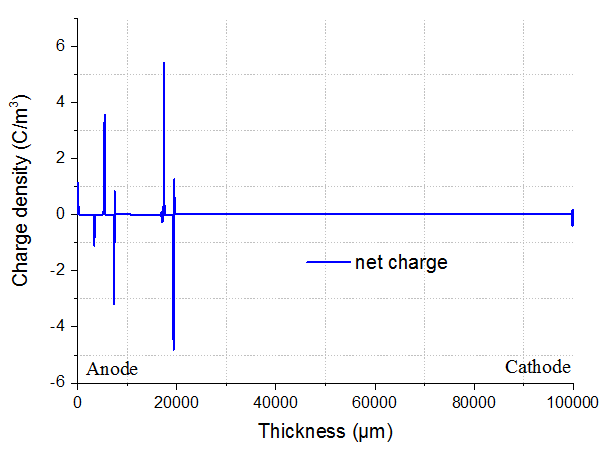 Charge density (C/m³)
6
4
2
0
-2
-4
-6
net charge
Anode
Cathode
0 20000 40000 60000 80000 100000
Thickness (µm)